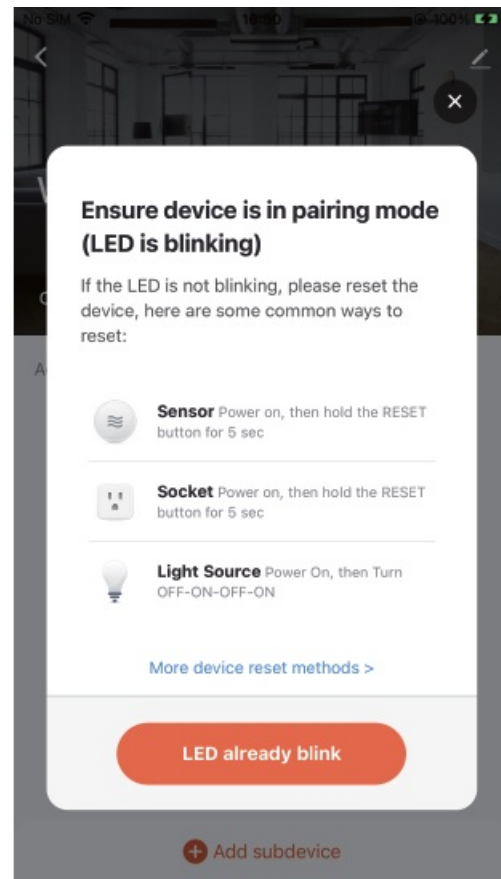 No SIM
16:50
100%
Ensure device is in pairing mode
(LED is blinking)
If the LED is not blinking, please reset the
device, here are some common ways to
reset:
Sensor Power on, then hold the RESET
button for 5 sec
Socket Power on, then hold the RESET
button for 5 sec
Light Source Power On, then Turn
OFF-ON-OFF-ON
More device reset methods >
LED already blink
Add subdevice